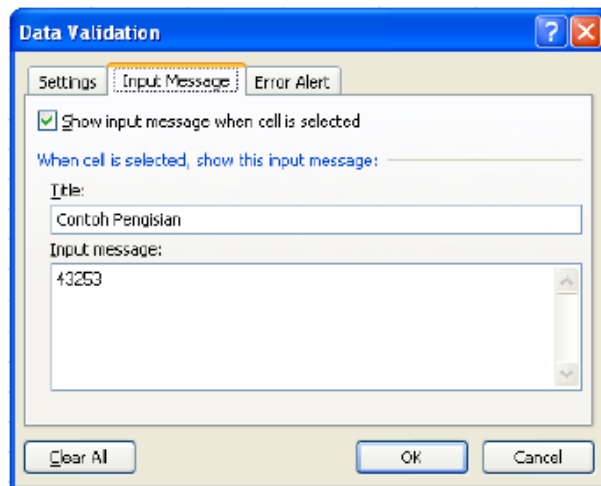 Data Validation
Settings Input Message Error Alert
Show input message when cell is selected
When cell is selected, show this input message:
Title:
Contoh Pengisian
Input message:
43253
Clear All OK Cancel